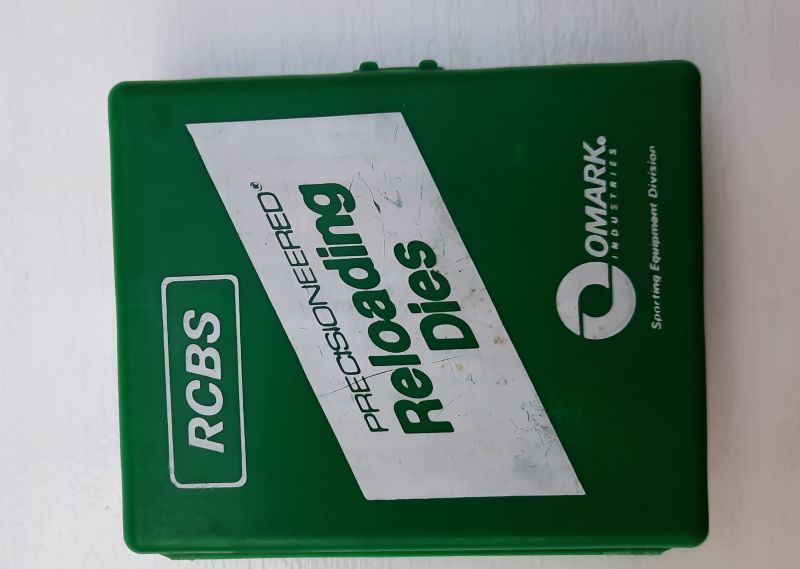 RCBS
PRECISIONEERED®
Reloading
Dies
OMARK®
INDUSTRIES
Sporting Equipment Division